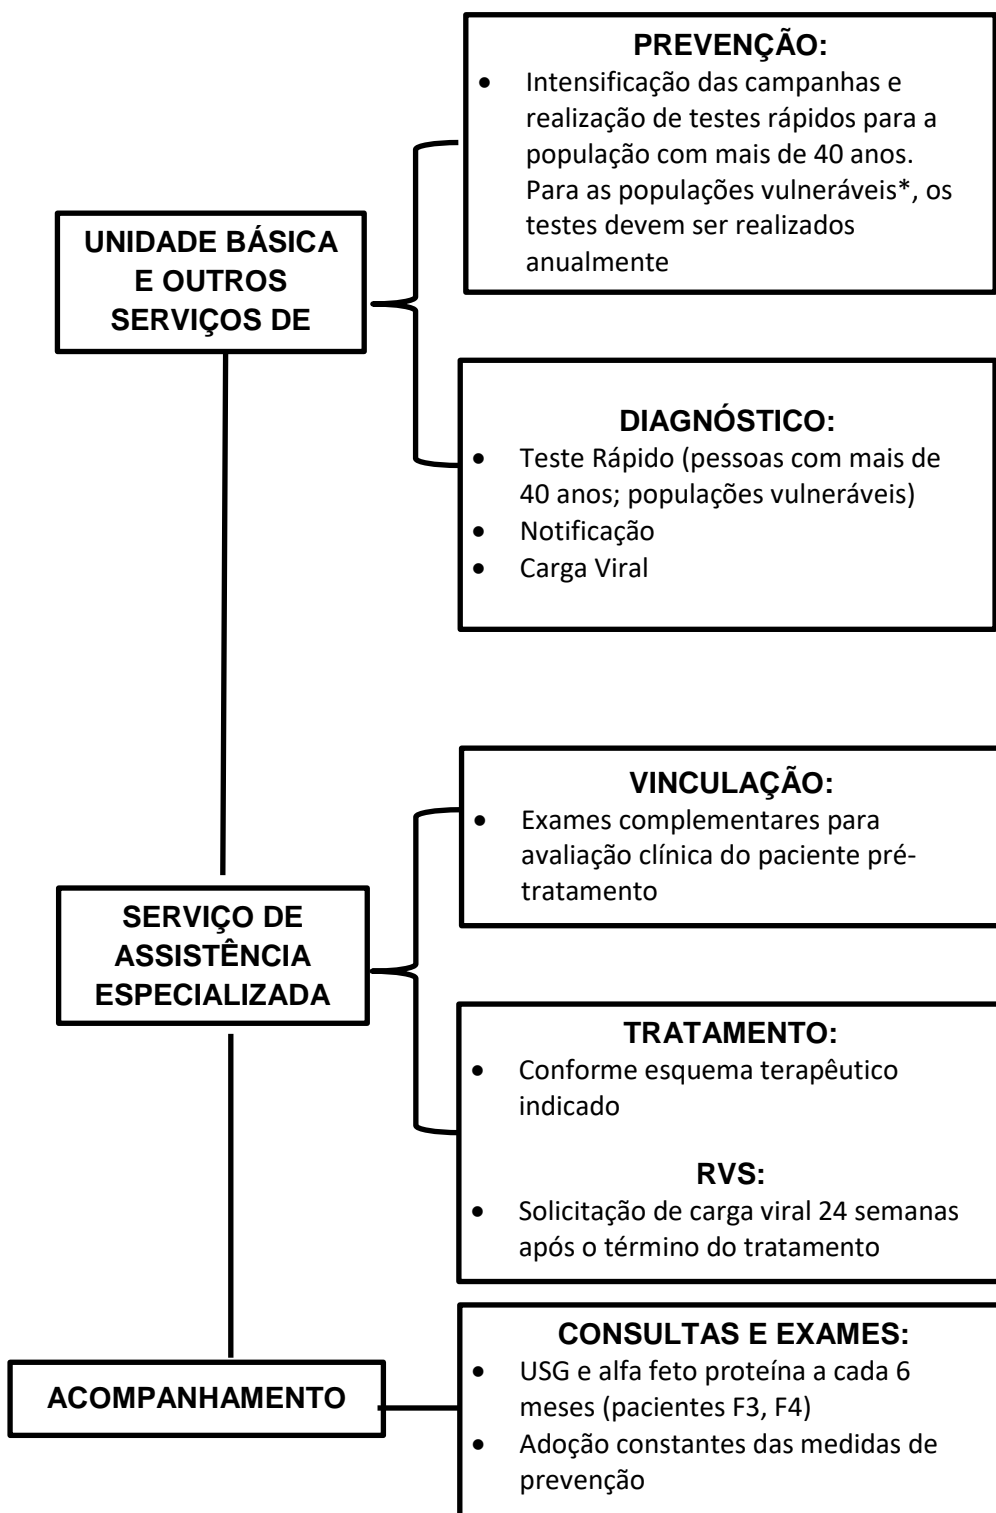 PREVENÇÃO:
• Intensificação das campanhas e
realização de testes rápidos para a
população com mais de 40 anos.
Para as populações vulneráveis*, os
testes devem ser realizados
anualmente
UNIDADE BÁSICA
E OUTROS
SERVIÇOS DE
DIAGNÓSTICO:
• Teste Rápido (pessoas com mais de
40 anos; populações vulneráveis)
• Notificação
• Carga Viral
VINCULAÇÃO:
• Exames complementares para
avaliação clínica do paciente pré-
tratamento
SERVIÇO DE
ASSISTÊNCIA
ESPECIALIZADA
TRATAMENTO:
• Conforme esquema terapêutico
indicado
RVS:
• Solicitação de carga viral 24 semanas
após o término do tratamento
CONSULTAS E EXAMES:
• USG e alfa feto proteína a cada 6
meses (pacientes F3, F4)
• Adoção constantes das medidas de
prevenção
ACOMPANHAMENTO